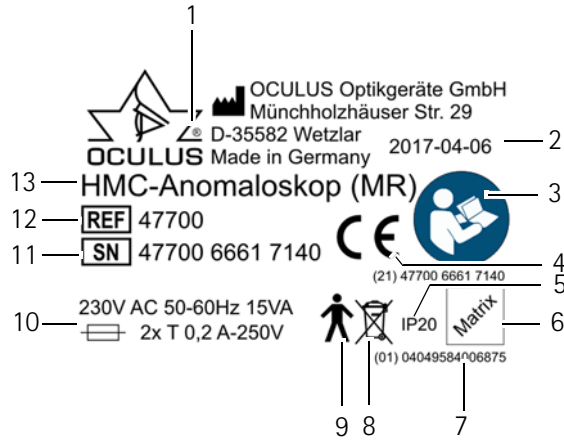 1
OCULUS Optikgeräte GmbH
Münchholzhäuser Str. 29
® D-35582 Wetzlar
OCULUS Made in Germany 2017-04-06 2
13 HMC-Anomaloskop (MR) 3
12 REF 47700
11 SN 47700 6661 7140 CE 4
(21) 47700 6661 7140 5
10 230V AC 50-60Hz 15VA
2x T 0,2 A-250V IP20 Matrix 6
(01) 04049584006875
9 8 7